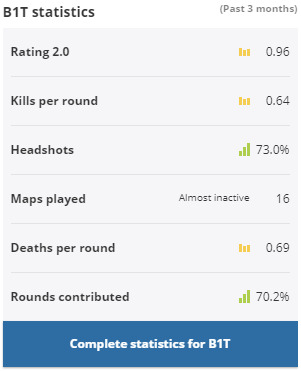 B1T statistics (Past 3 months)
Rating 2.0 0.96
Kills per round 0.64
Headshots 73.0%
Maps played Almost inactive 16
Deaths per round 0.69
Rounds contributed 70.2%
Complete statistics for B1T